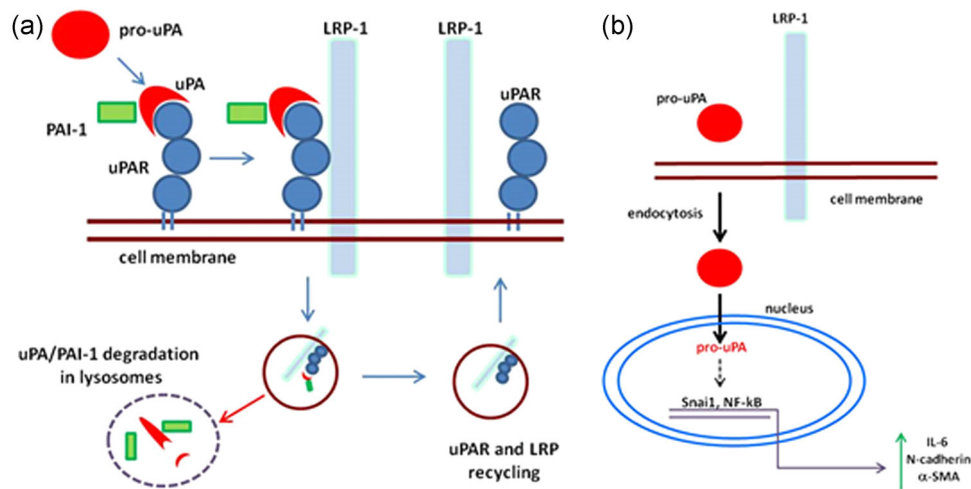 (a)
pro-uPA
LRP-1
LRP-1
uPA
uPAR
PAI-1
uPAR
cell membrane
uPA/PAI-1 degradation
in lysosomes
uPAR and LRP
recycling
(b)
LRP-1
pro-uPA
cell membrane
endocytosis
nucleus
pro-uPA
Snai1, NF-kB
IL-6
N-cadherin
α-SMA